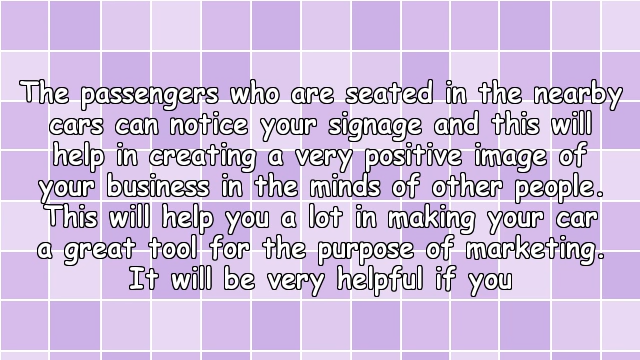 The passengers who are seated in the nearby
cars can notice your signage and this will
help in creating a very positive image of
your business in the minds of other people.
This will help you a lot in making your car
a great tool for the purpose of marketing.
It will be very helpful if you